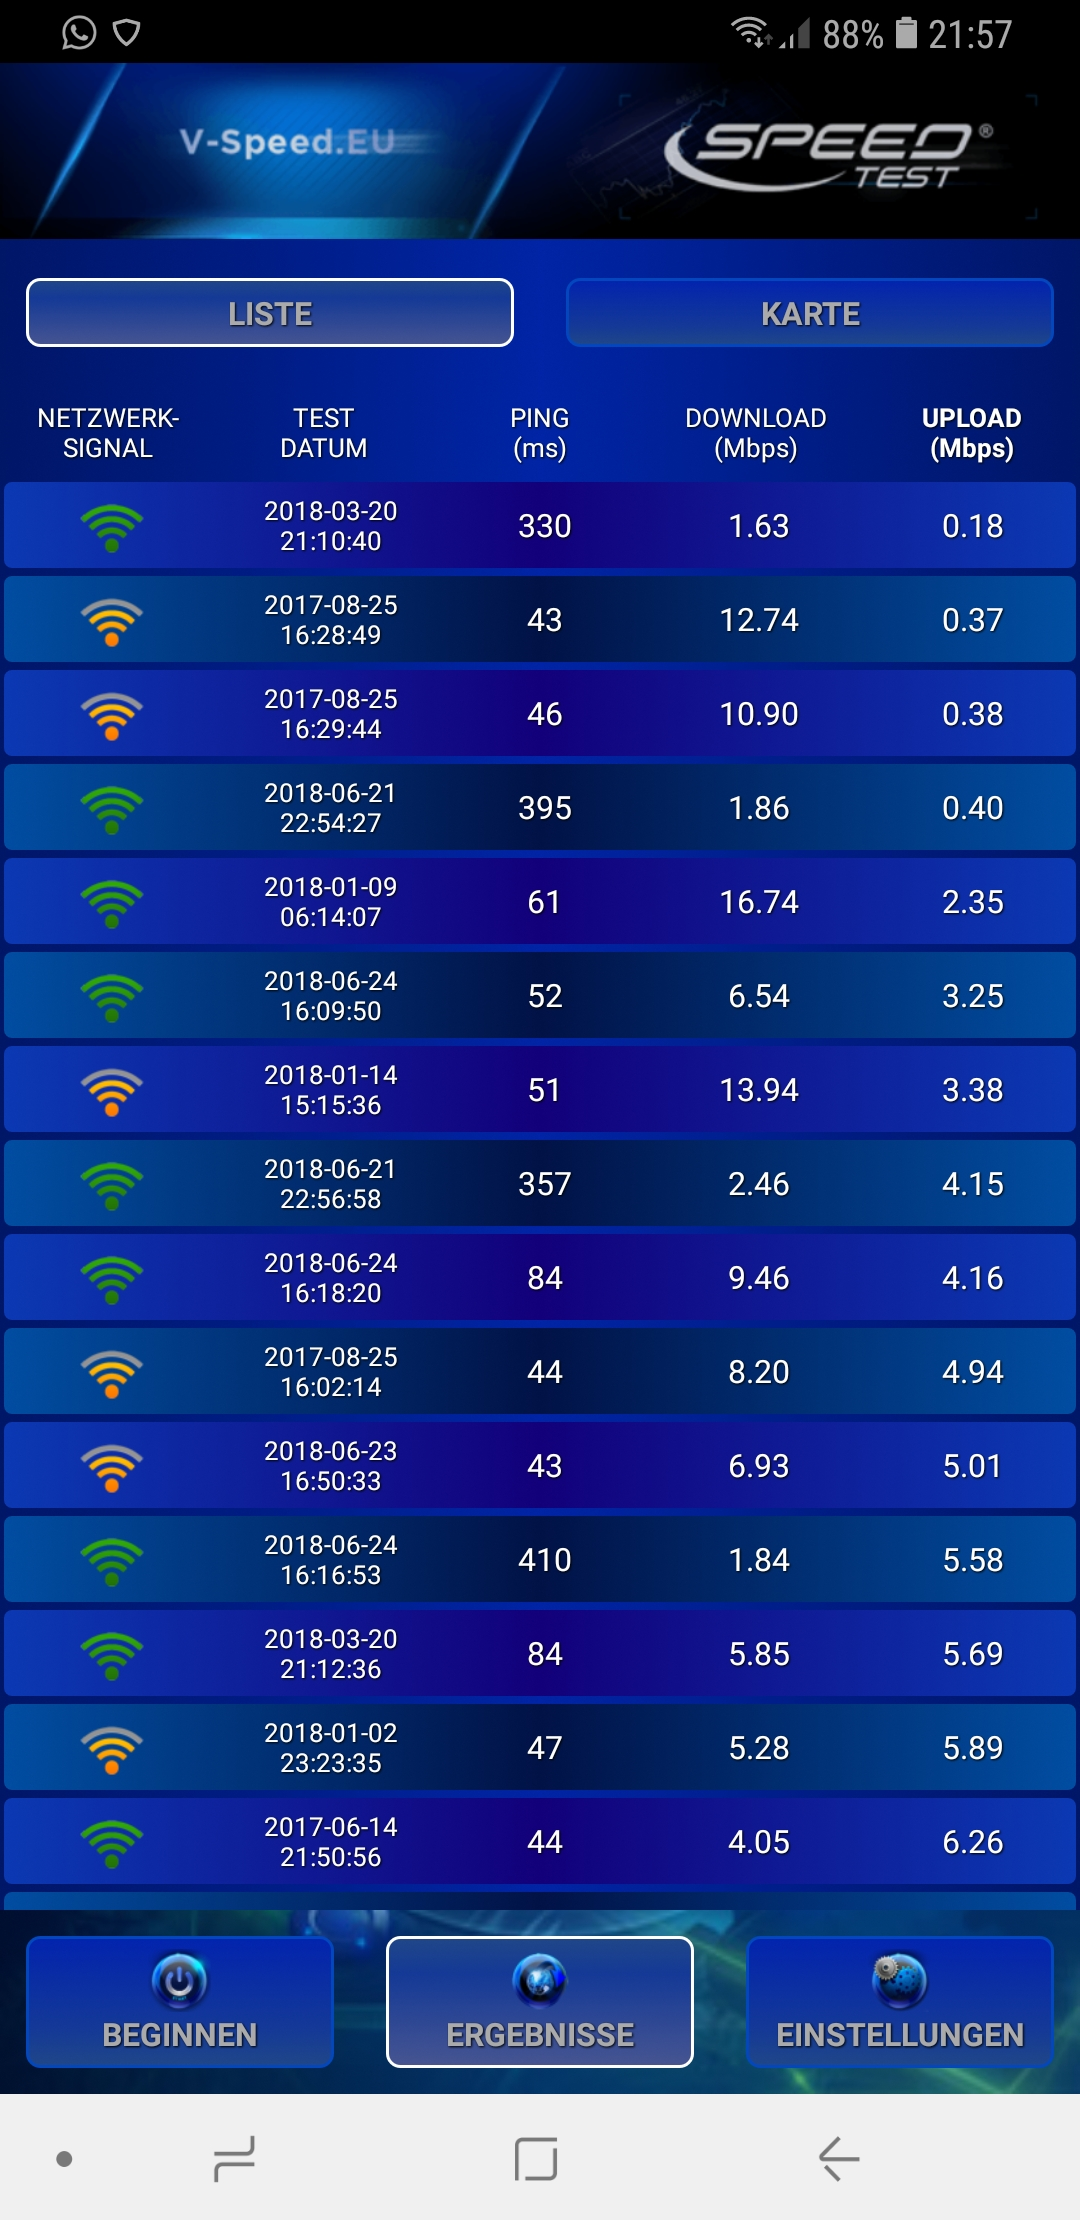 88% 21:57
V-Speed.EU
SPEED®
TEST
LISTE KARTE
NETZWERK- TEST PING DOWNLOAD UPLOAD
SIGNAL DATUM (ms) (Mbps) (Mbps)
2018-03-20
21:10:40 330 1.63 0.18
2017-08-25
16:28:49 43 12.74 0.37
2017-08-25
16:29:44 46 10.90 0.38
2018-06-21
22:54:27 395 1.86 0.40
2018-01-09
06:14:07 61 16.74 2.35
2018-06-24
16:09:50 52 6.54 3.25
2018-01-14
15:15:36 51 13.94 3.38
2018-06-21
22:56:58 357 2.46 4.15
2018-06-24
16:18:20 84 9.46 4.16
2017-08-25
16:02:14 44 8.20 4.94
2018-06-23
16:50:33 43 6.93 5.01
2018-06-24
16:16:53 410 1.84 5.58
2018-03-20
21:12:36 84 5.85 5.69
2018-01-02
23:23:35 47 5.28 5.89
2017-06-14
21:50:56 44 4.05 6.26
BEGINNEN ERGEBNISSE EINSTELLUNGEN